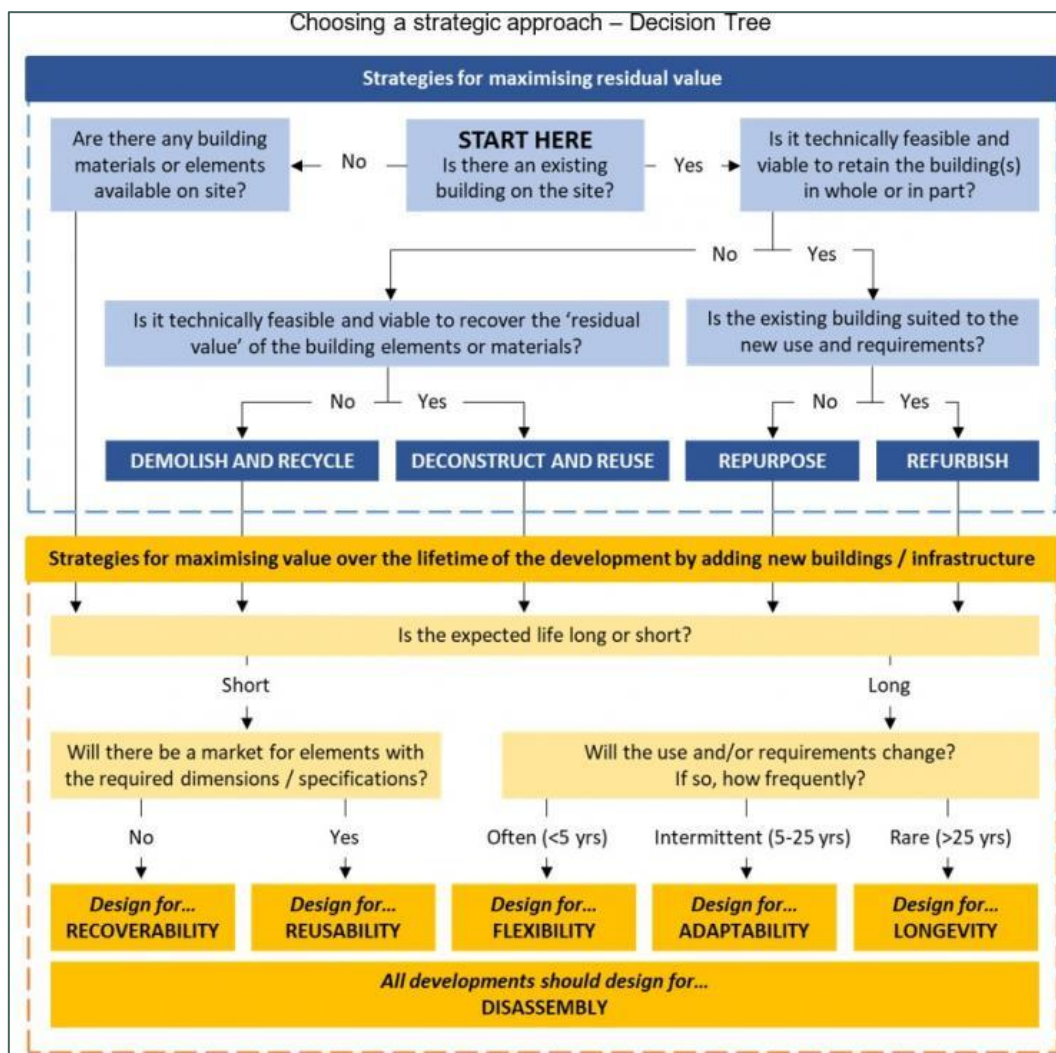 Choosing a strategic approach – Decision Tree
Strategies for maximising residual value
Are there any building
materials or elements
available on site?
No
START HERE
Is there an existing
building on the site?
Yes
Is it technically feasible and
viable to retain the building(s)
in whole or in part?
No
Yes
Is it technically feasible and viable to recover the ‘residual
value’ of the building elements or materials?
Is the existing building suited to the
new use and requirements?
No
Yes
No
Yes
DEMOLISH AND RECYCLE
DECONSTRUCT AND REUSE
REPURPOSE
REFURBISH
Strategies for maximising value over the lifetime of the development by adding new buildings / infrastructure
Is the expected life long or short?
Short
Long
Will there be a market for elements with
the required dimensions / specifications?
Will the use and/or requirements change?
If so, how frequently?
No
Yes
Often (<5 yrs)
Intermittent (5-25 yrs)
Rare (>25 yrs)
Design for…
RECOVERABILITY
Design for…
REUSABILITY
Design for…
FLEXIBILITY
Design for…
ADAPTABILITY
Design for…
LONGEVITY
All developments should design for…
DISASSEMBLY